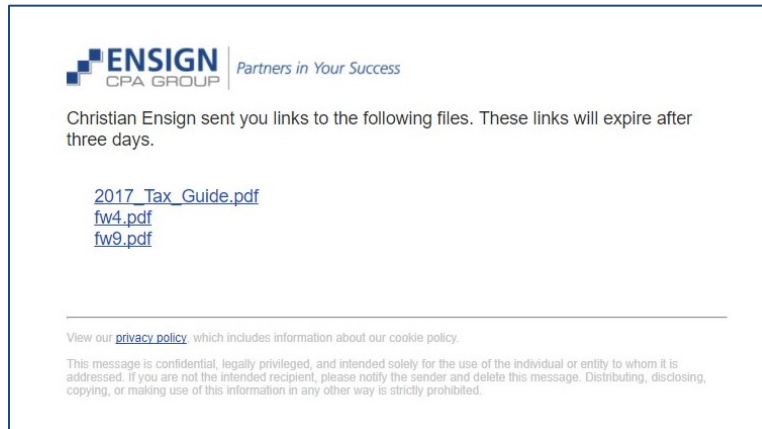 ENSIGN
CPA GROUP
Partners in Your Success
Christian Ensign sent you links to the following files. These links will expire after
three days.
2017_Tax_Guide.pdf
fw4.pdf
fw9.pdf
View our privacy policy, which includes information about our cookie policy.
This message is confidential, legally privileged, and intended solely for the use of the individual or entity to whom it is
addressed. If you are not the intended recipient, please notify the sender and delete this message. Distributing, disclosing,
copying, or making use of this information in any other way is strictly prohibited.